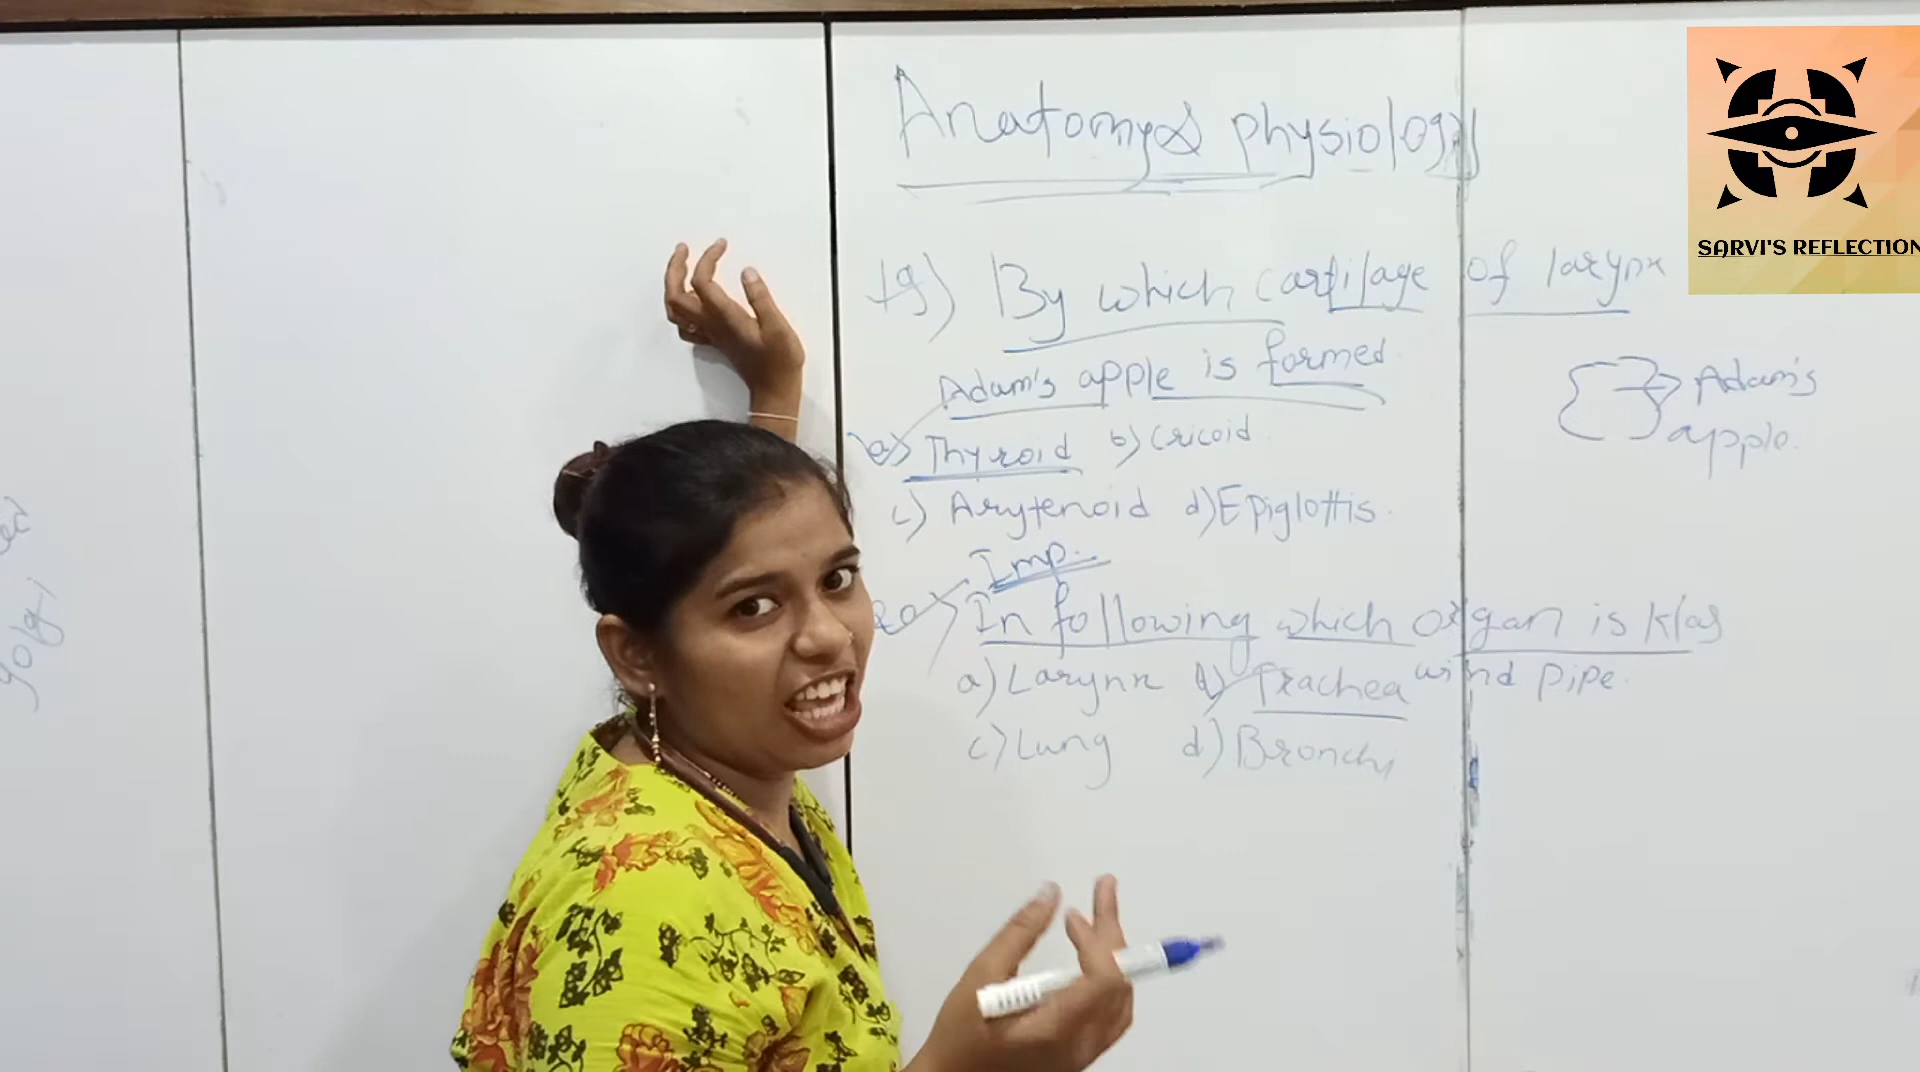 Anatomy & physiology
SARVI'S REFLECTION
19) By which cartilage of larynx
Adam's apple is formed
a) Thyroid b) Cricoid
c) Arytenoid d) Epiglottis.
Adam's
apple.
Imp:-
20) In following which organ is k/as
wind pipe.
a) Larynx b) Trachea
c) Lung d) Bronchi
golgi